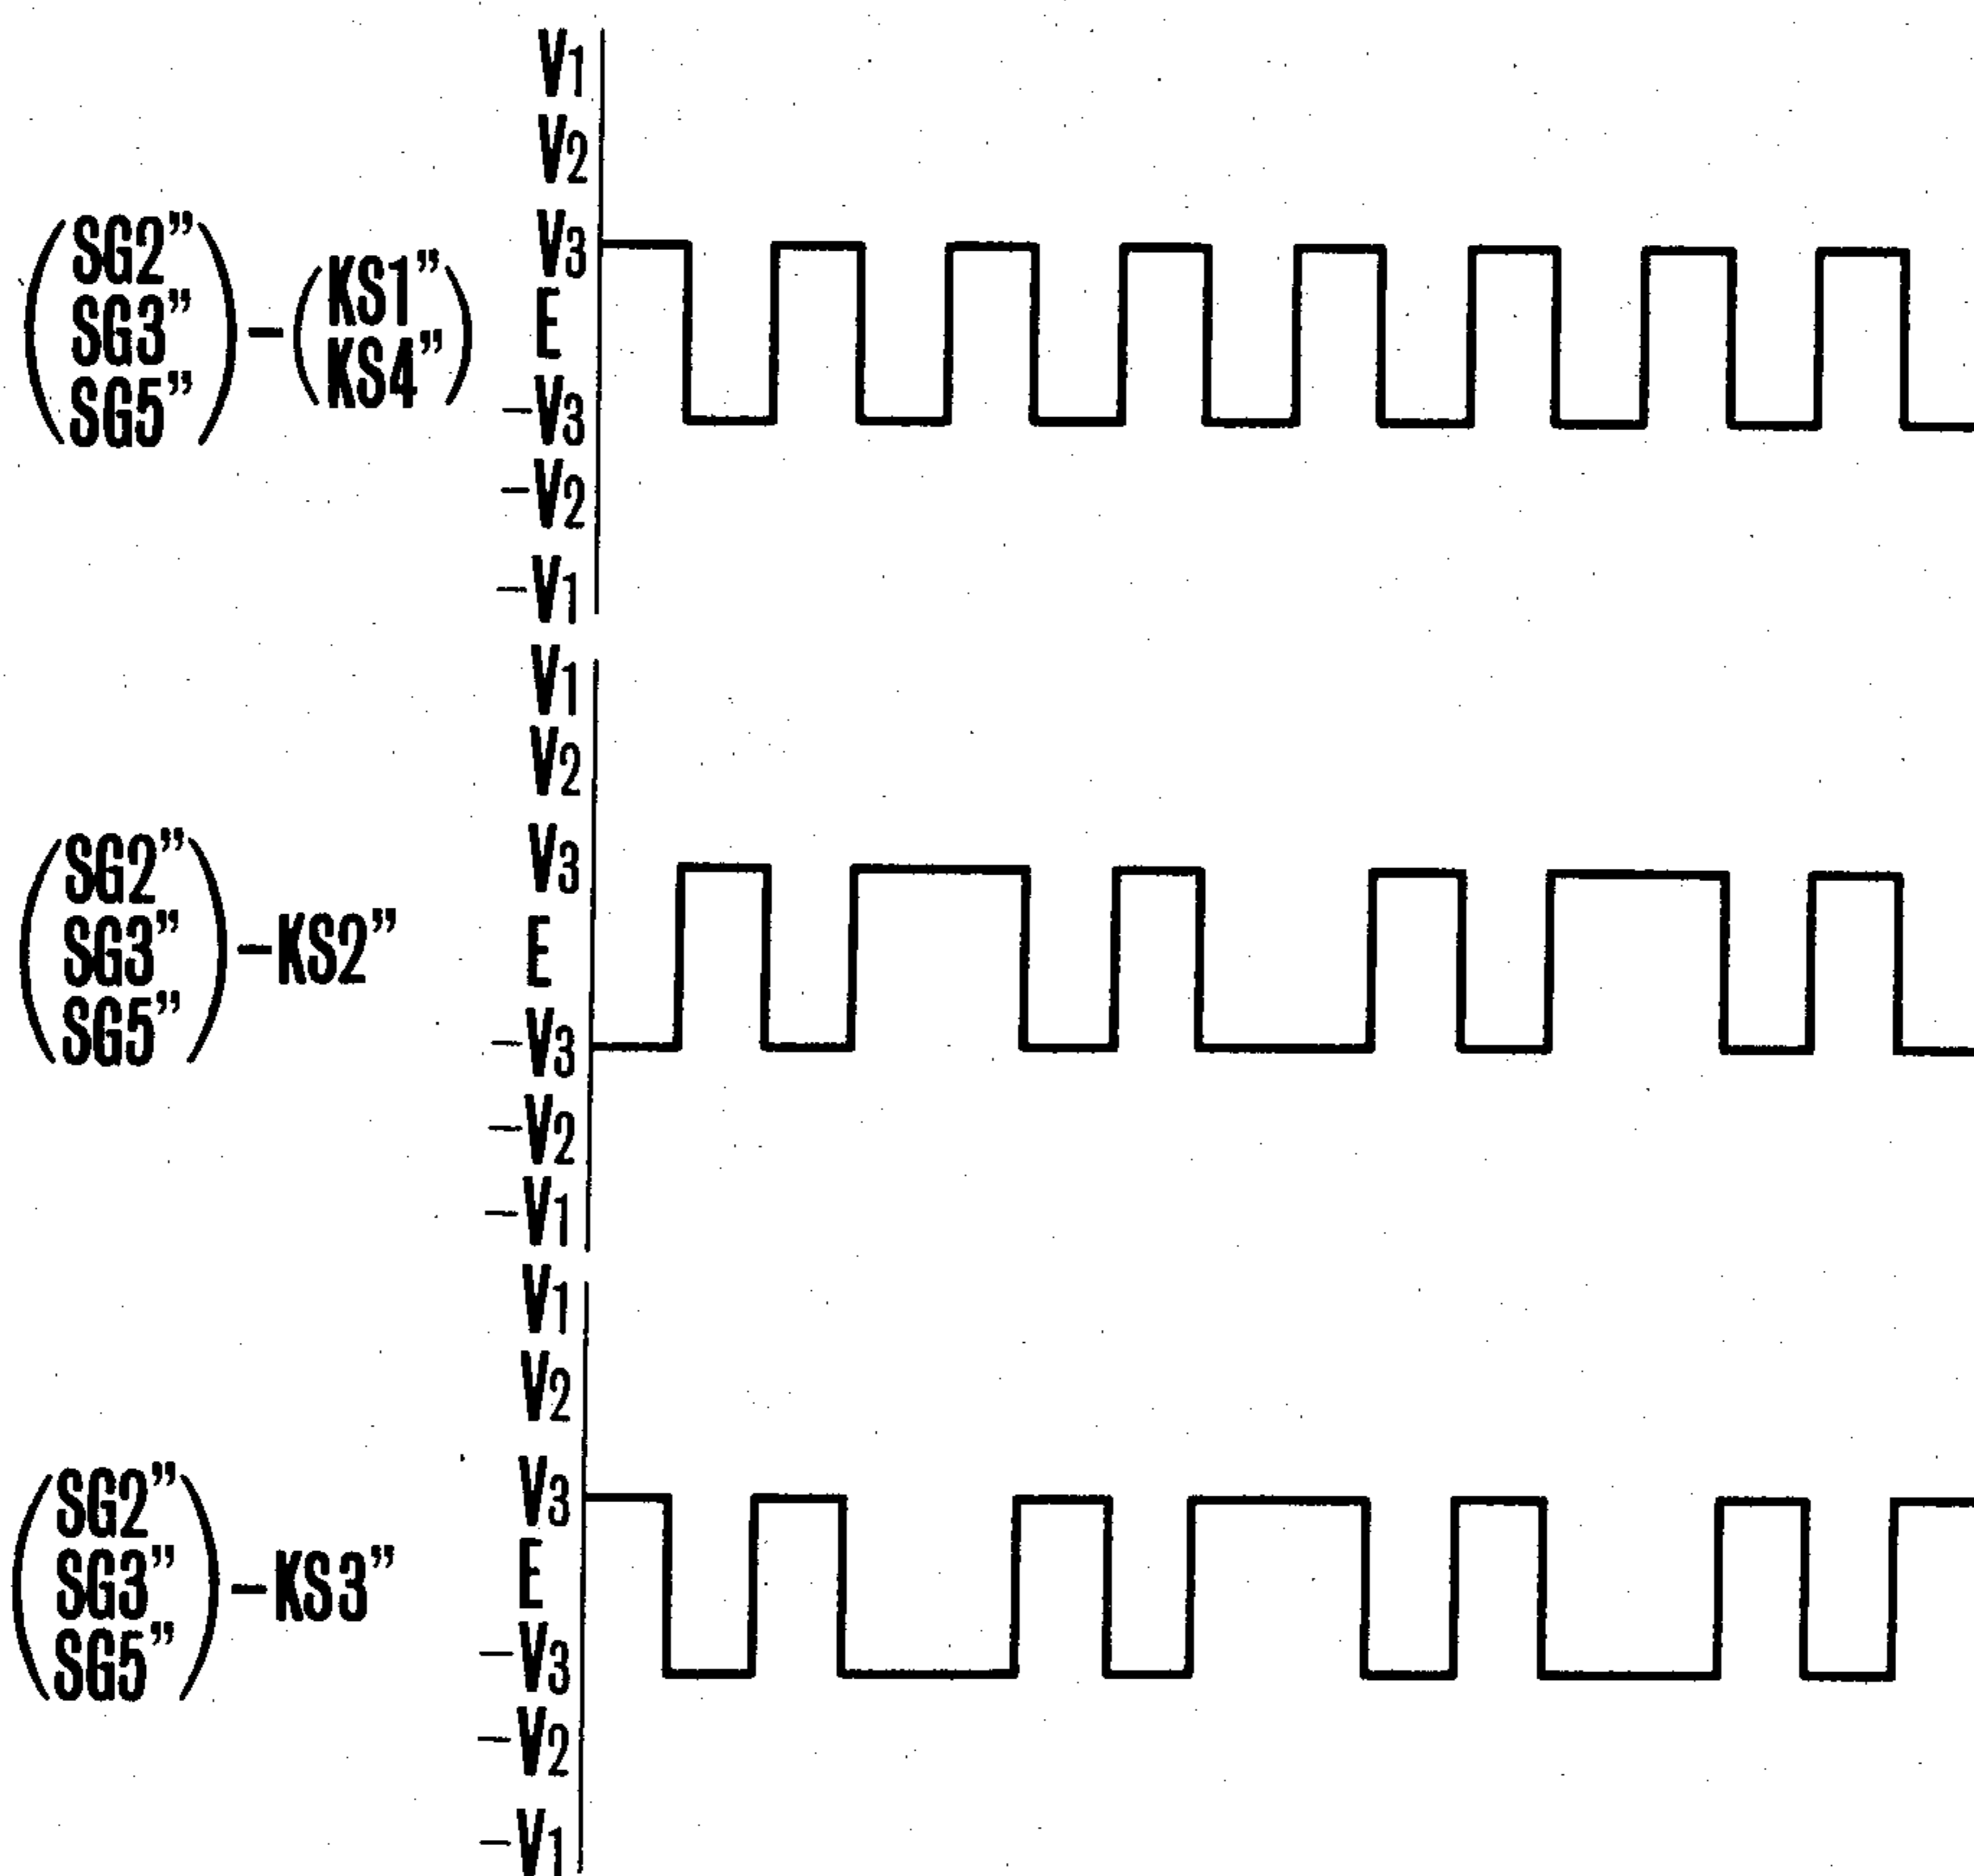 V1
V2
V3
E
-V3
-V2
-V1
(SG2” SG3” SG5”)-(KS1” KS4”)
V1
V2
V3
E
-V3
-V2
-V1
(SG2” SG3” SG5”)-KS2”
V1
V2
V3
E
-V3
-V2
-V1
(SG2” SG3” SG5”)-KS3”